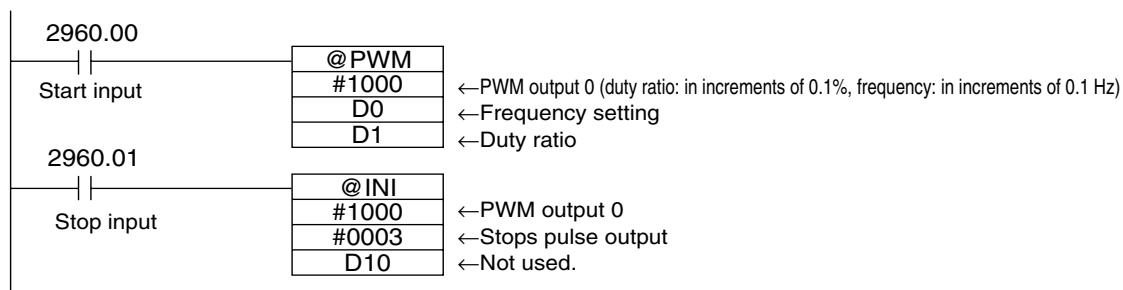 2960.00
@PWM
Start input
#1000 ←PWM output 0 (duty ratio: in increments of 0.1%, frequency: in increments of 0.1 Hz)
D0 ←Frequency setting
D1 ←Duty ratio
2960.01
@INI
Stop input
#1000 ←PWM output 0
#0003 ←Stops pulse output
D10 ←Not used.